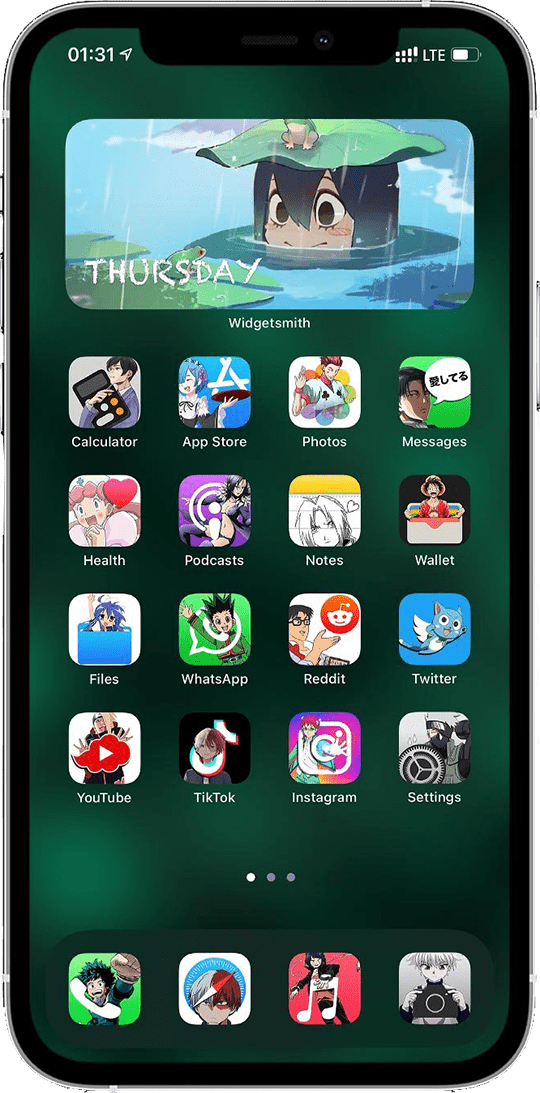 01:31 LTE
THURSDAY
Widgetsmith
愛してる
Calculator App Store Photos Messages
Health Podcasts Notes Wallet
Files WhatsApp Reddit Twitter
YouTube TikTok Instagram Settings